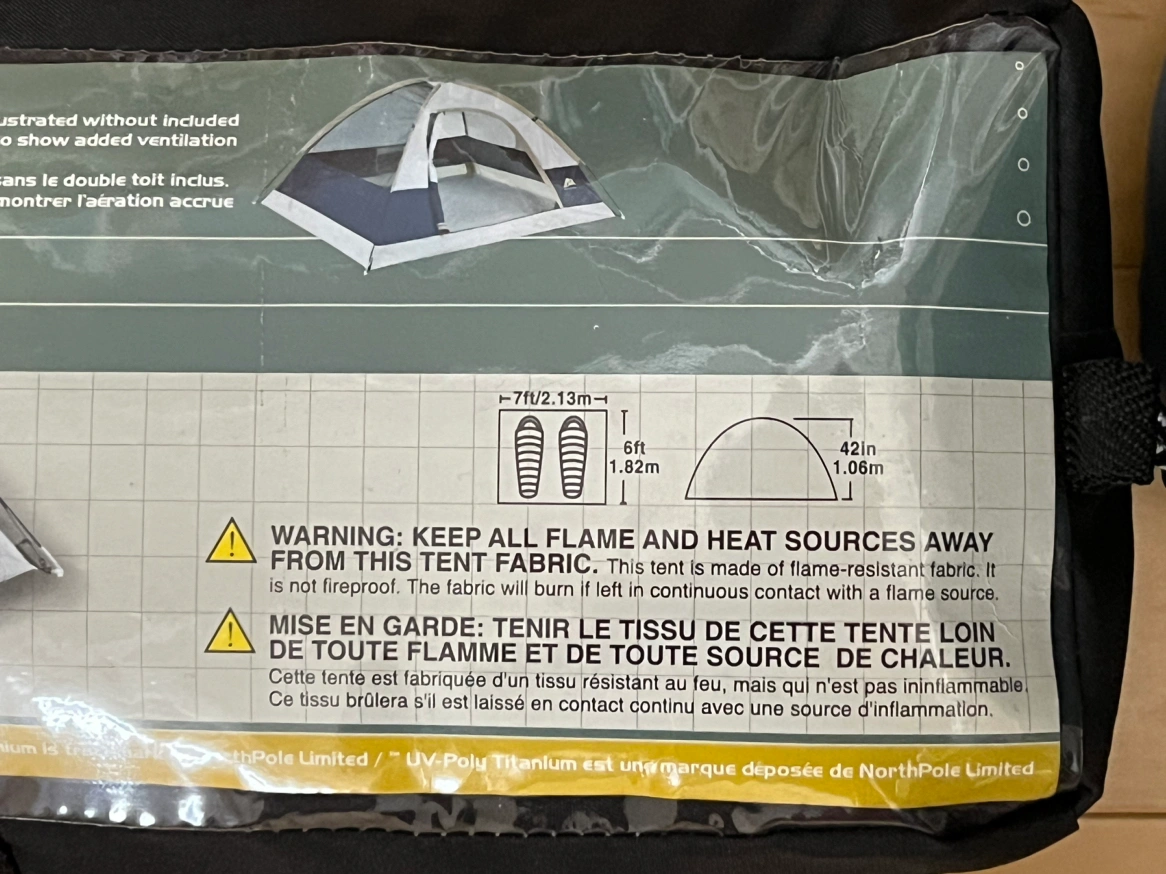 ustrated without included
o show added ventilation
ans le double toit inclus.
montrer l'aération accrue
7ft/2.13m
6ft
1.82m
42in
1.06m
WARNING: KEEP ALL FLAME AND HEAT SOURCES AWAY
FROM THIS TENT FABRIC. This tent is made of flame-resistant fabric. It
is not fireproof. The fabric will burn if left in continuous contact with a flame source.
MISE EN GARDE: TENIR LE TISSU DE CETTE TENTE LOIN
DE TOUTE FLAMME ET DE TOUTE SOURCE DE CHALEUR.
Cette tente est fabriquée d'un tissu résistant au feu, mais qui n'est pas ininflammable.
Ce tissu brûlera s'il est laissé en contact continu avec une source d'inflammation.
nium is thPole Limited / ™ UV-Poly Titanium est une marque déposée de NorthPole Limited